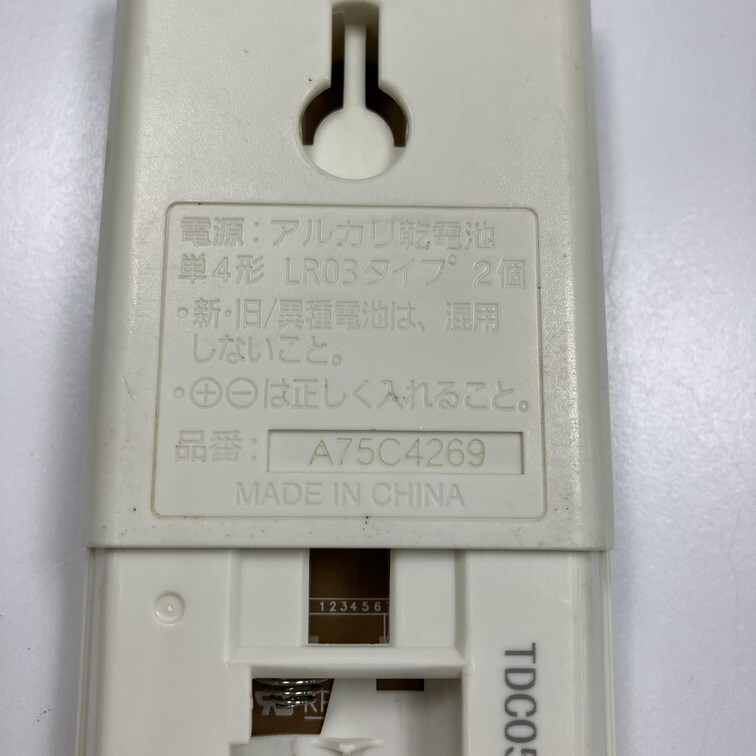 電源：アルカリ乾電池
単4形 LR03タイプ 2個
・新・旧/異種電池は、混用
しないこと。
・⊕⊖は正しく入れること。
品番： A75C4269
MADE IN CHINA
123456